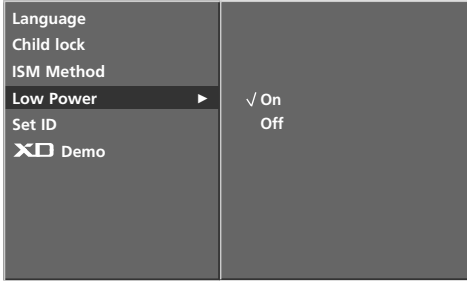 Language
Child lock
ISM Method
Low Power ►
√ On
Off
Set ID
XD Demo